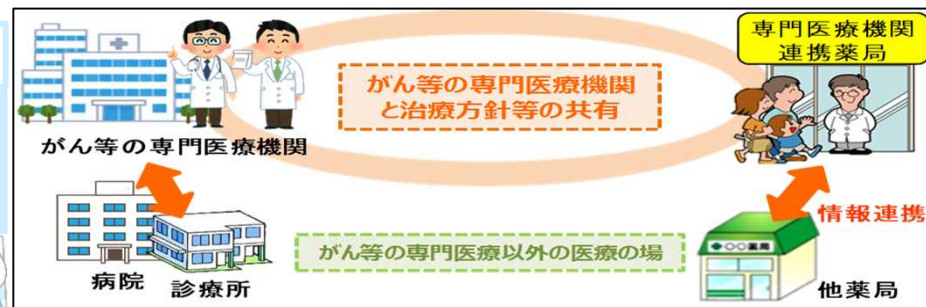 専門医療機関
連携薬局
がん等の専門医療機関
と治療方針等の共有
がん等の専門医療機関
情報連携
がん等の専門医療以外の医療の場
○○薬局
病院
診療所
他薬局